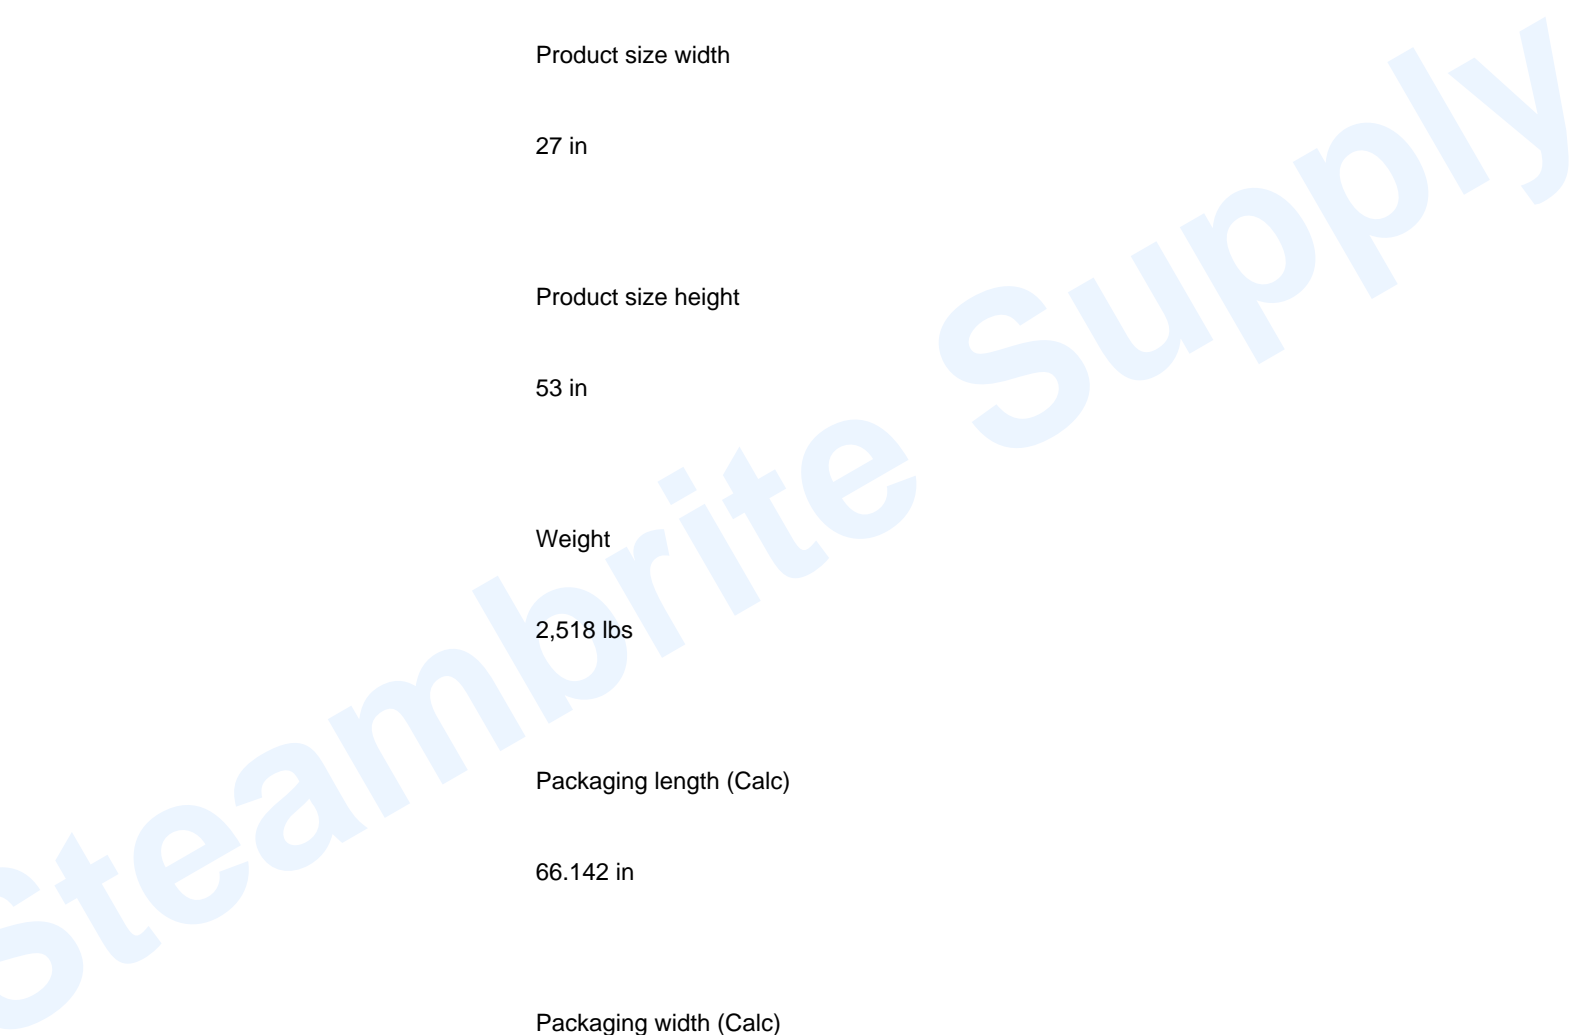 Product size width
27 in
Product size height
53 in
Weight
2,518 lbs
Packaging length (Calc)
66.142 in
Packaging width (Calc)
Steambrite Supply